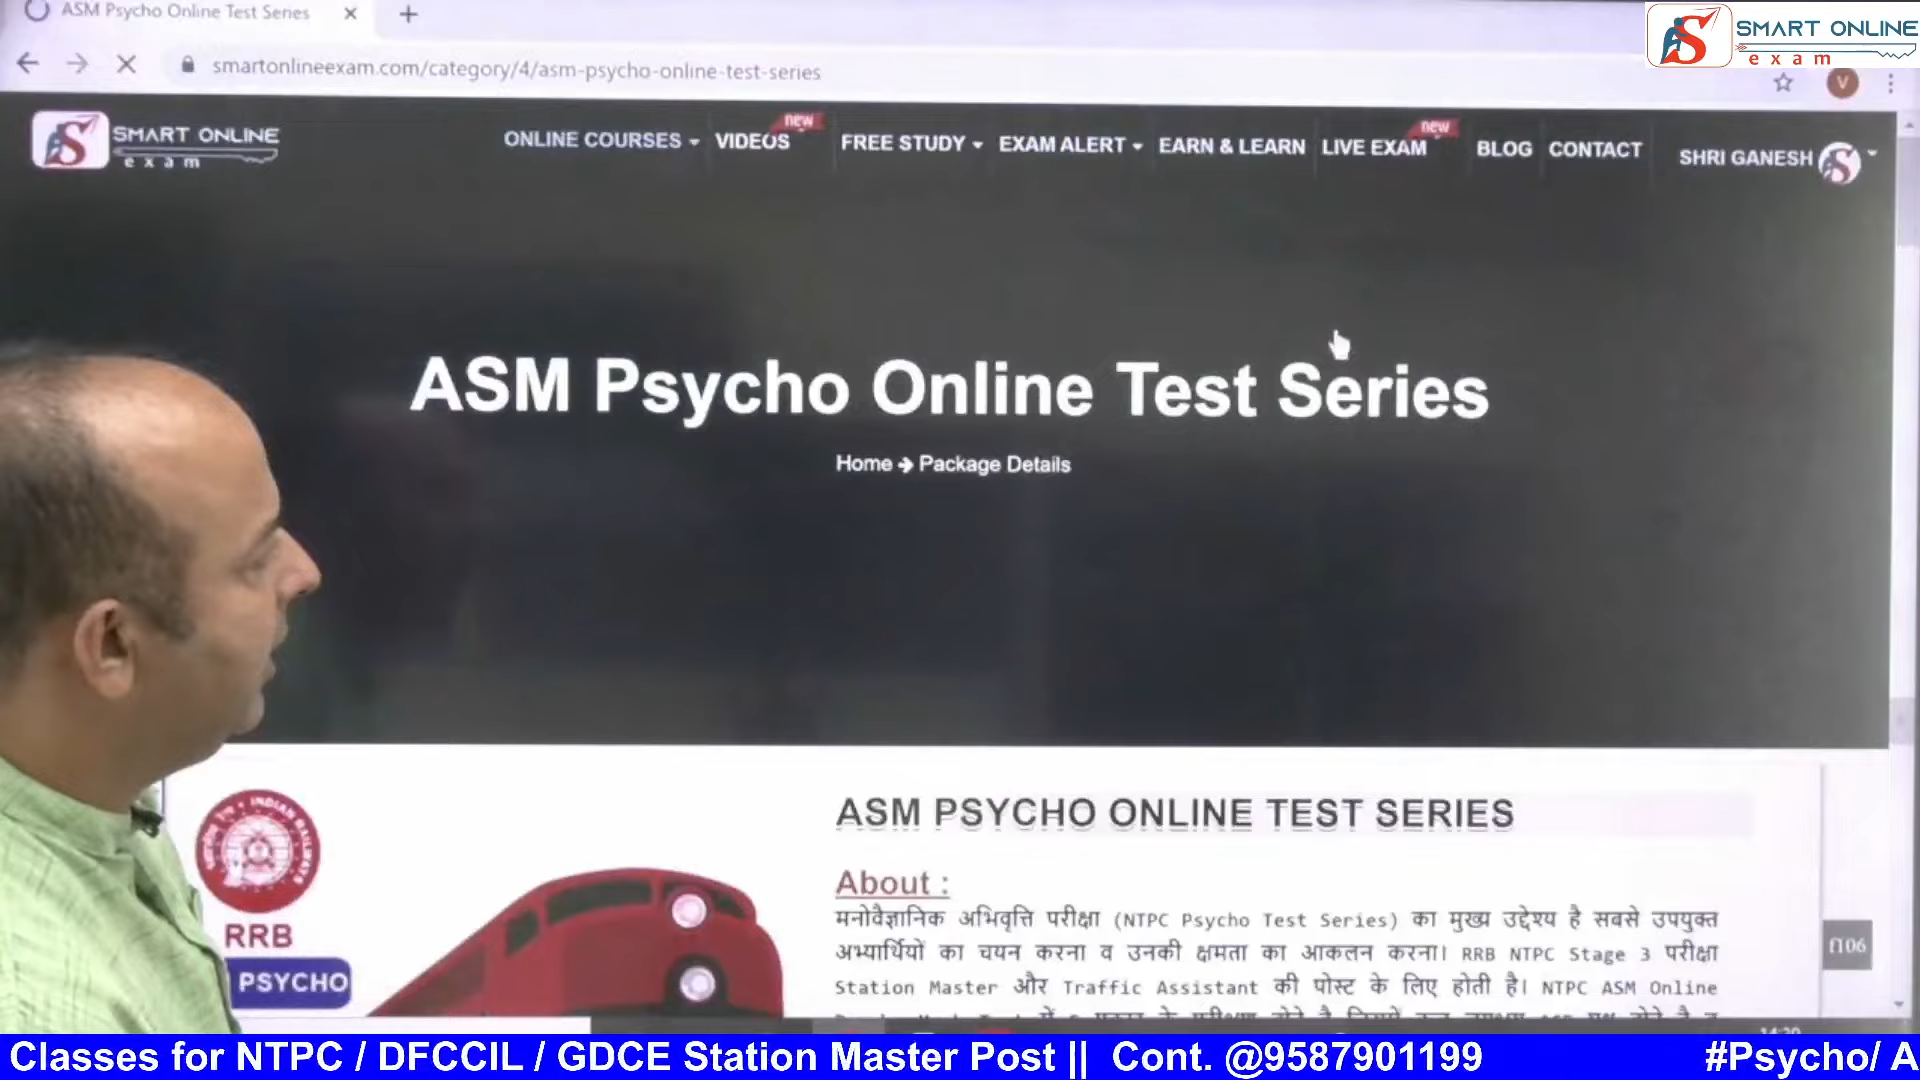 ASM Psycho Online Test Series
smartonlineexam.com/category/4/asm-psycho-online-test-series
V
SMART ONLINE
exam
SMART ONLINE
exam
ONLINE COURSES
VIDEOS
new
FREE STUDY
EXAM ALERT
EARN & LEARN
LIVE EXAM
new
BLOG
CONTACT
SHRI GANESH
ASM Psycho Online Test Series
Home → Package Details
INDIAN RAILWAYS
RRB
PSYCHO
ASM PSYCHO ONLINE TEST SERIES
About :
मनोवैज्ञानिक अभिवृत्ति परीक्षा (NTPC Psycho Test Series) का मुख्य उद्देश्य है सबसे उपयुक्त
अभ्यार्थियों का चयन करना व उनकी क्षमता का आकलन करना। RRB NTPC Stage 3 परीक्षा
Station Master और Traffic Assistant की पोस्ट के लिए होती है। NTPC ASM Online
f106
Classes for NTPC / DFCCIL / GDCE Station Master Post || Cont. @9587901199
#Psycho/ A